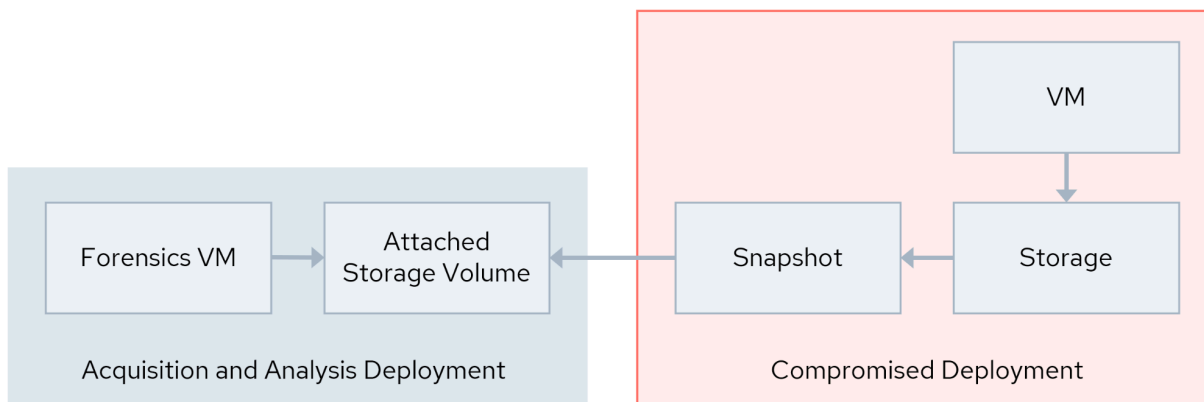 VM
Forensics VM
Attached
Storage Volume
Snapshot
Storage
Acquisition and Analysis Deployment
Compromised Deployment